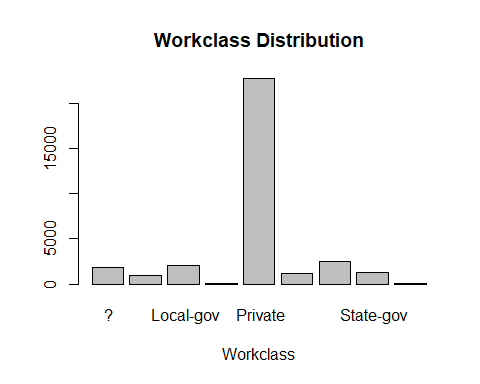 Workclass Distribution
15000
5000
0
? Local-gov Private State-gov
Workclass